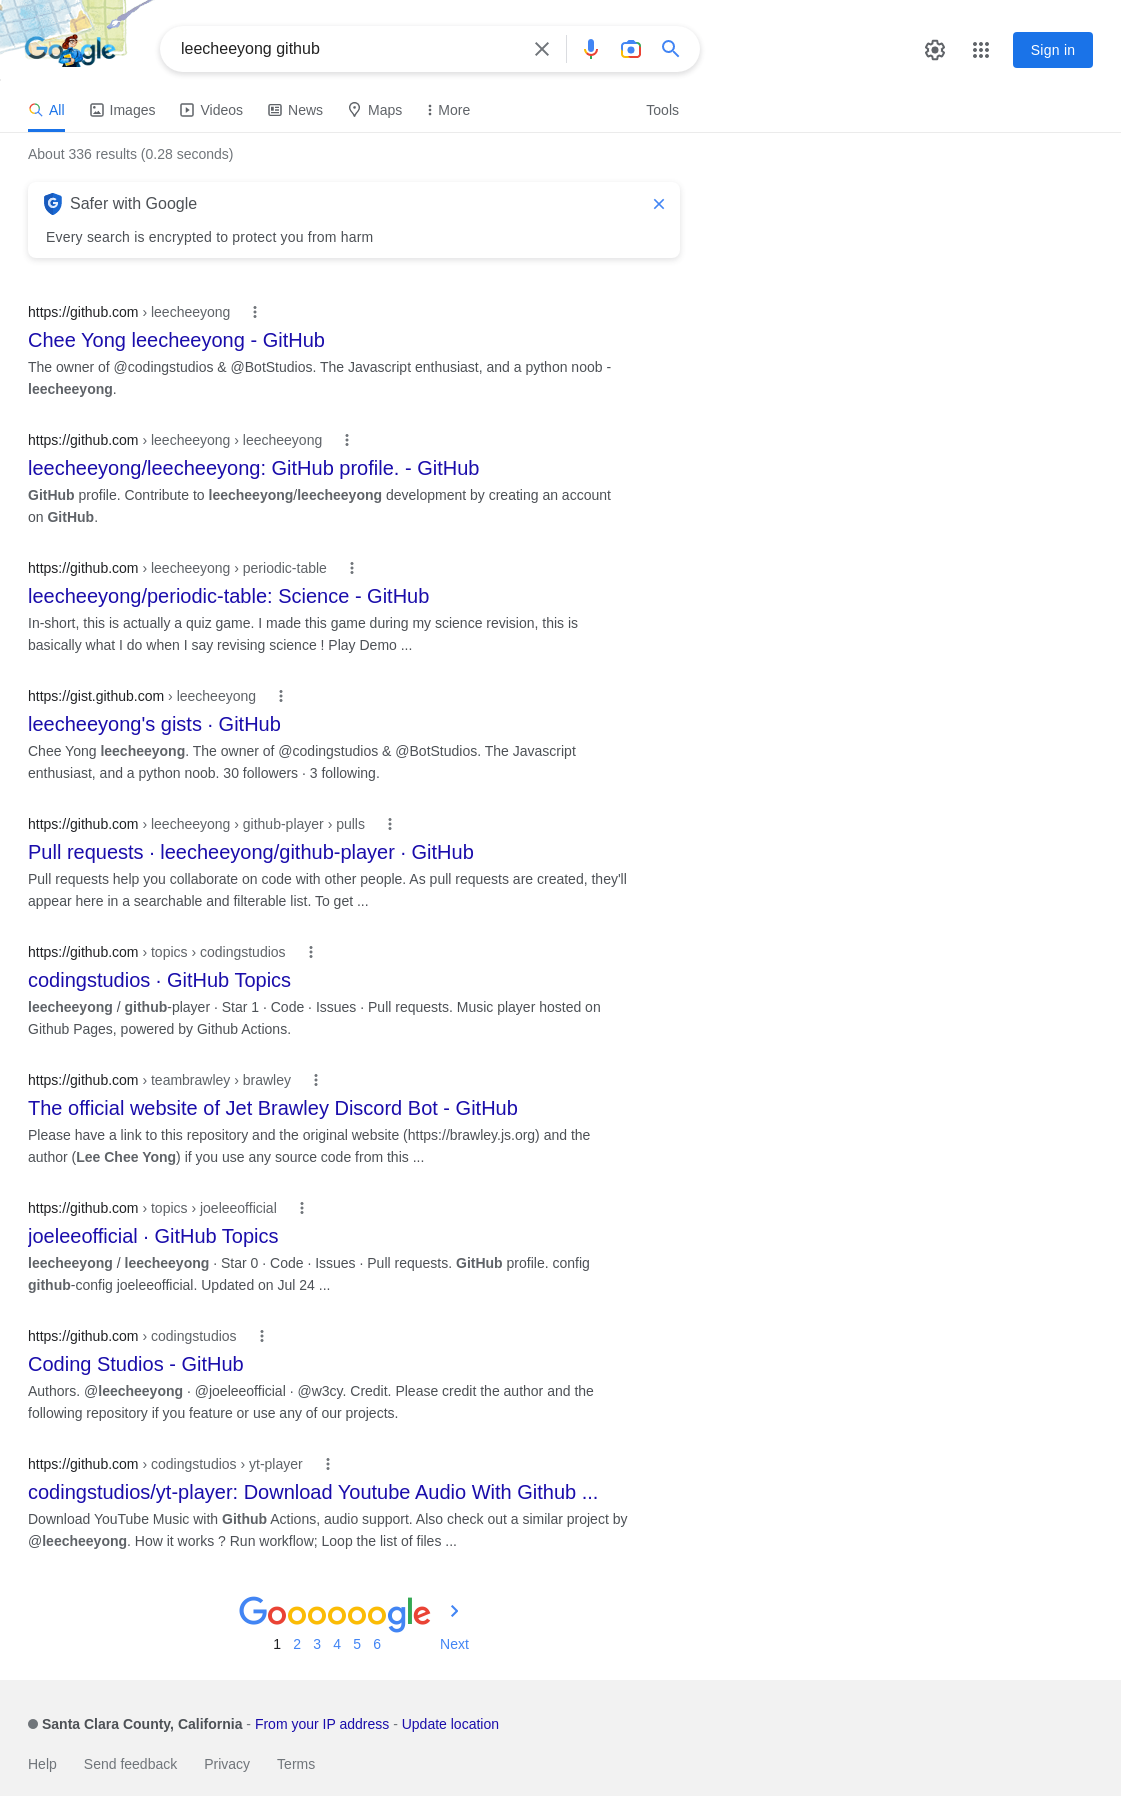 Google
leecheeyong github
Sign in
All Images Videos News Maps More Tools
About 336 results (0.28 seconds)
G Safer with Google
Every search is encrypted to protect you from harm
https://github.com › leecheeyong
Chee Yong leecheeyong - GitHub
The owner of @codingstudios & @BotStudios. The Javascript enthusiast, and a python noob -
leecheeyong.
https://github.com › leecheeyong › leecheeyong
leecheeyong/leecheeyong: GitHub profile. - GitHub
GitHub profile. Contribute to leecheeyong/leecheeyong development by creating an account
on GitHub.
https://github.com › leecheeyong › periodic-table
leecheeyong/periodic-table: Science - GitHub
In-short, this is actually a quiz game. I made this game during my science revision, this is
basically what I do when I say revising science ! Play Demo ...
https://gist.github.com › leecheeyong
leecheeyong's gists · GitHub
Chee Yong leecheeyong. The owner of @codingstudios & @BotStudios. The Javascript
enthusiast, and a python noob. 30 followers · 3 following.
https://github.com › leecheeyong › github-player › pulls
Pull requests · leecheeyong/github-player · GitHub
Pull requests help you collaborate on code with other people. As pull requests are created, they'll
appear here in a searchable and filterable list. To get ...
https://github.com › topics › codingstudios
codingstudios · GitHub Topics
leecheeyong / github-player · Star 1 · Code · Issues · Pull requests. Music player hosted on
Github Pages, powered by Github Actions.
https://github.com › teambrawley › brawley
The official website of Jet Brawley Discord Bot - GitHub
Please have a link to this repository and the original website (https://brawley.js.org) and the
author (Lee Chee Yong) if you use any source code from this ...
https://github.com › topics › joeleeofficial
joeleeofficial · GitHub Topics
leecheeyong / leecheeyong · Star 0 · Code · Issues · Pull requests. GitHub profile. config
github-config joeleeofficial. Updated on Jul 24 ...
https://github.com › codingstudios
Coding Studios - GitHub
Authors. @leecheeyong · @joeleeofficial · @w3cy. Credit. Please credit the author and the
following repository if you feature or use any of our projects.
https://github.com › codingstudios › yt-player
codingstudios/yt-player: Download Youtube Audio With Github ...
Download YouTube Music with Github Actions, audio support. Also check out a similar project by
@leecheeyong. How it works ? Run workflow; Loop the list of files ...
Goooooogle
1 2 3 4 5 6 Next
Santa Clara County, California - From your IP address - Update location
Help Send feedback Privacy Terms